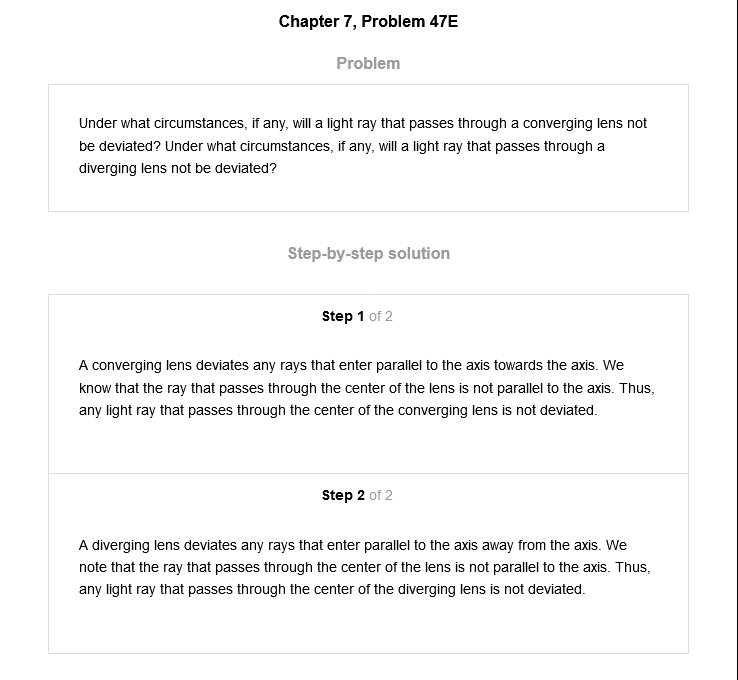 Chapter 7, Problem 47E
Problem
Under what circumstances, if any, will a light ray that passes through a converging lens not
be deviated? Under what circumstances, if any, will a light ray that passes through a
diverging lens not be deviated?
Step-by-step solution
Step 1 of 2
A converging lens deviates any rays that enter parallel to the axis towards the axis. We
know that the ray that passes through the center of the lens is not parallel to the axis. Thus,
any light ray that passes through the center of the converging lens is not deviated.
Step 2 of 2
A diverging lens deviates any rays that enter parallel to the axis away from the axis. We
note that the ray that passes through the center of the lens is not parallel to the axis. Thus,
any light ray that passes through the center of the diverging lens is not deviated.